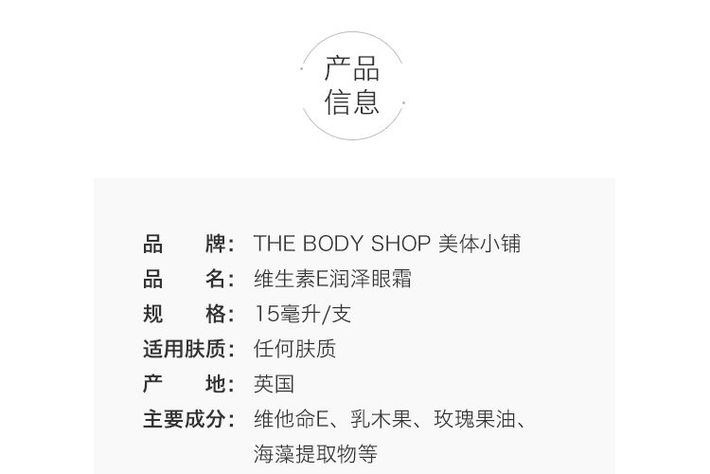 产品
信息
品 牌： THE BODY SHOP 美体小铺
品 名： 维生素E润泽眼霜
规 格： 15毫升/支
适用肤质： 任何肤质
产 地： 英国
主要成分： 维他命E、乳木果、玫瑰果油、
海藻提取物等